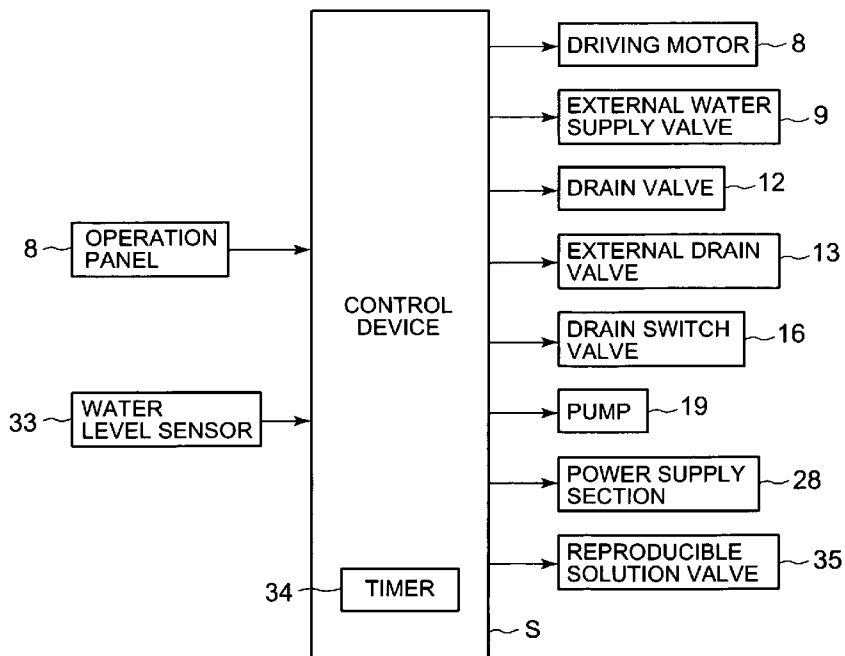 8
OPERATION
PANEL
33
WATER
LEVEL SENSOR
CONTROL
DEVICE
34
TIMER
S
DRIVING MOTOR
8
EXTERNAL WATER
SUPPLY VALVE
9
DRAIN VALVE
12
EXTERNAL DRAIN
VALVE
13
DRAIN SWITCH
VALVE
16
PUMP
19
POWER SUPPLY
SECTION
28
REPRODUCIBLE
SOLUTION VALVE
35